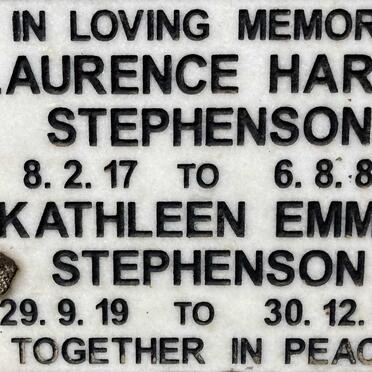 IN LOVING MEMOR
LAURENCE HAR
STEPHENSON
8. 2. 17 TO 6. 8. 8
KATHLEEN EMM
STEPHENSON
29. 9. 19 TO 30. 12.
TOGETHER IN PEAC